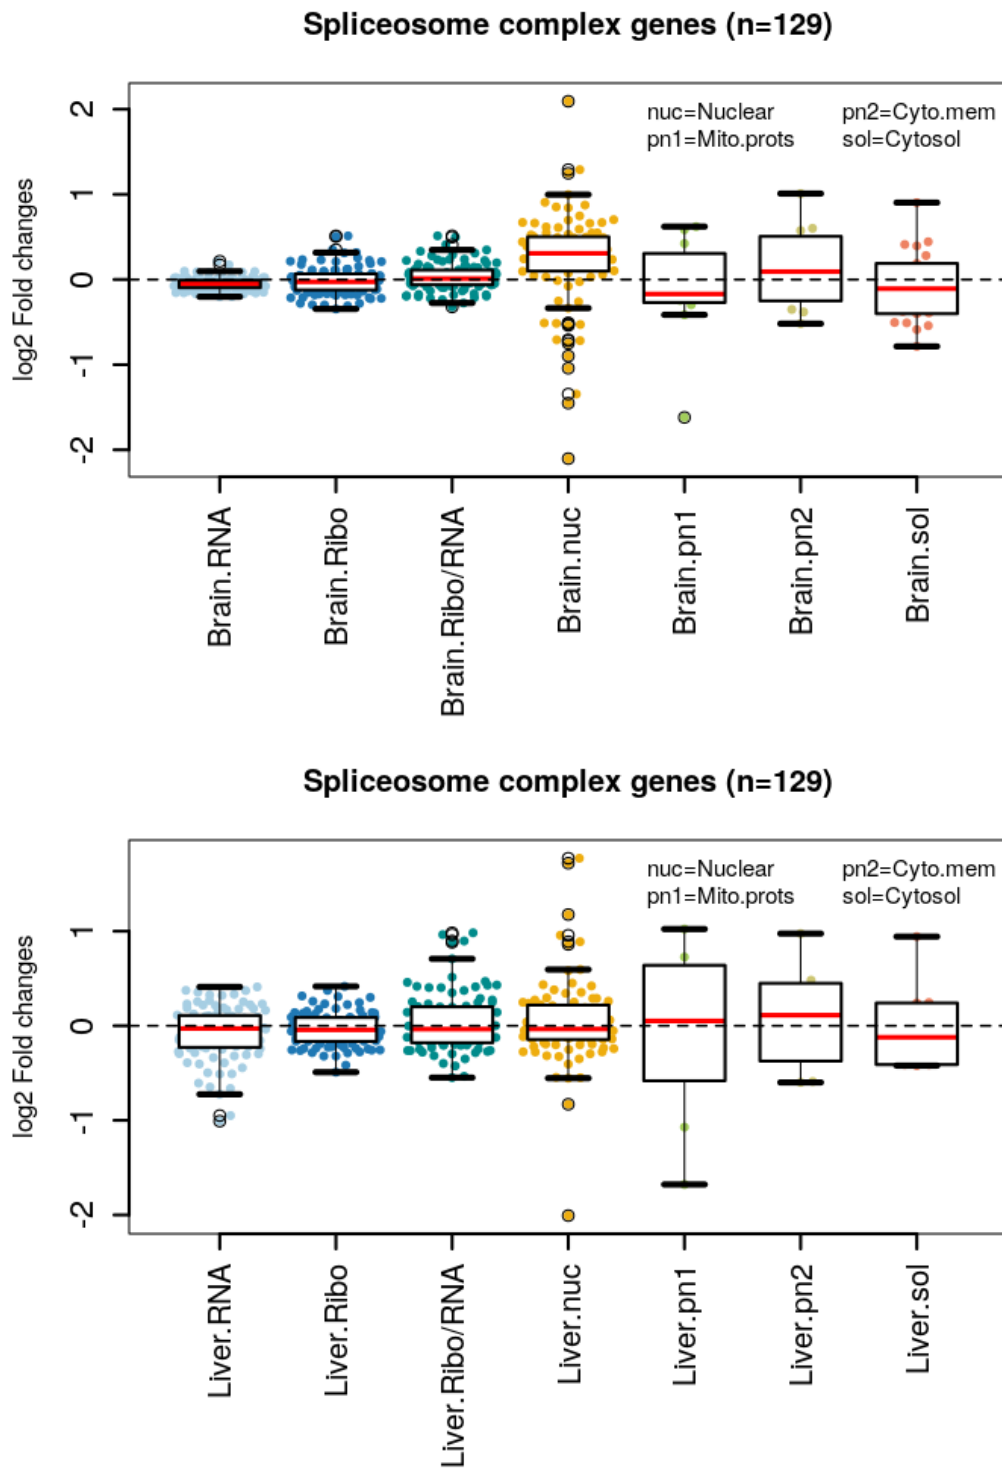 Spliceosome complex genes (n=129)
nuc=Nuclear pn2=Cyto.mem
pn1=Mito.prots sol=Cytosol
log2 Fold changes
2
1
0
-1
-2
Brain.RNA
Brain.Ribo
Brain.Ribo/RNA
Brain.nuc
Brain.pn1
Brain.pn2
Brain.sol
Spliceosome complex genes (n=129)
nuc=Nuclear pn2=Cyto.mem
pn1=Mito.prots sol=Cytosol
log2 Fold changes
1
0
-1
-2
Liver.RNA
Liver.Ribo
Liver.Ribo/RNA
Liver.nuc
Liver.pn1
Liver.pn2
Liver.sol